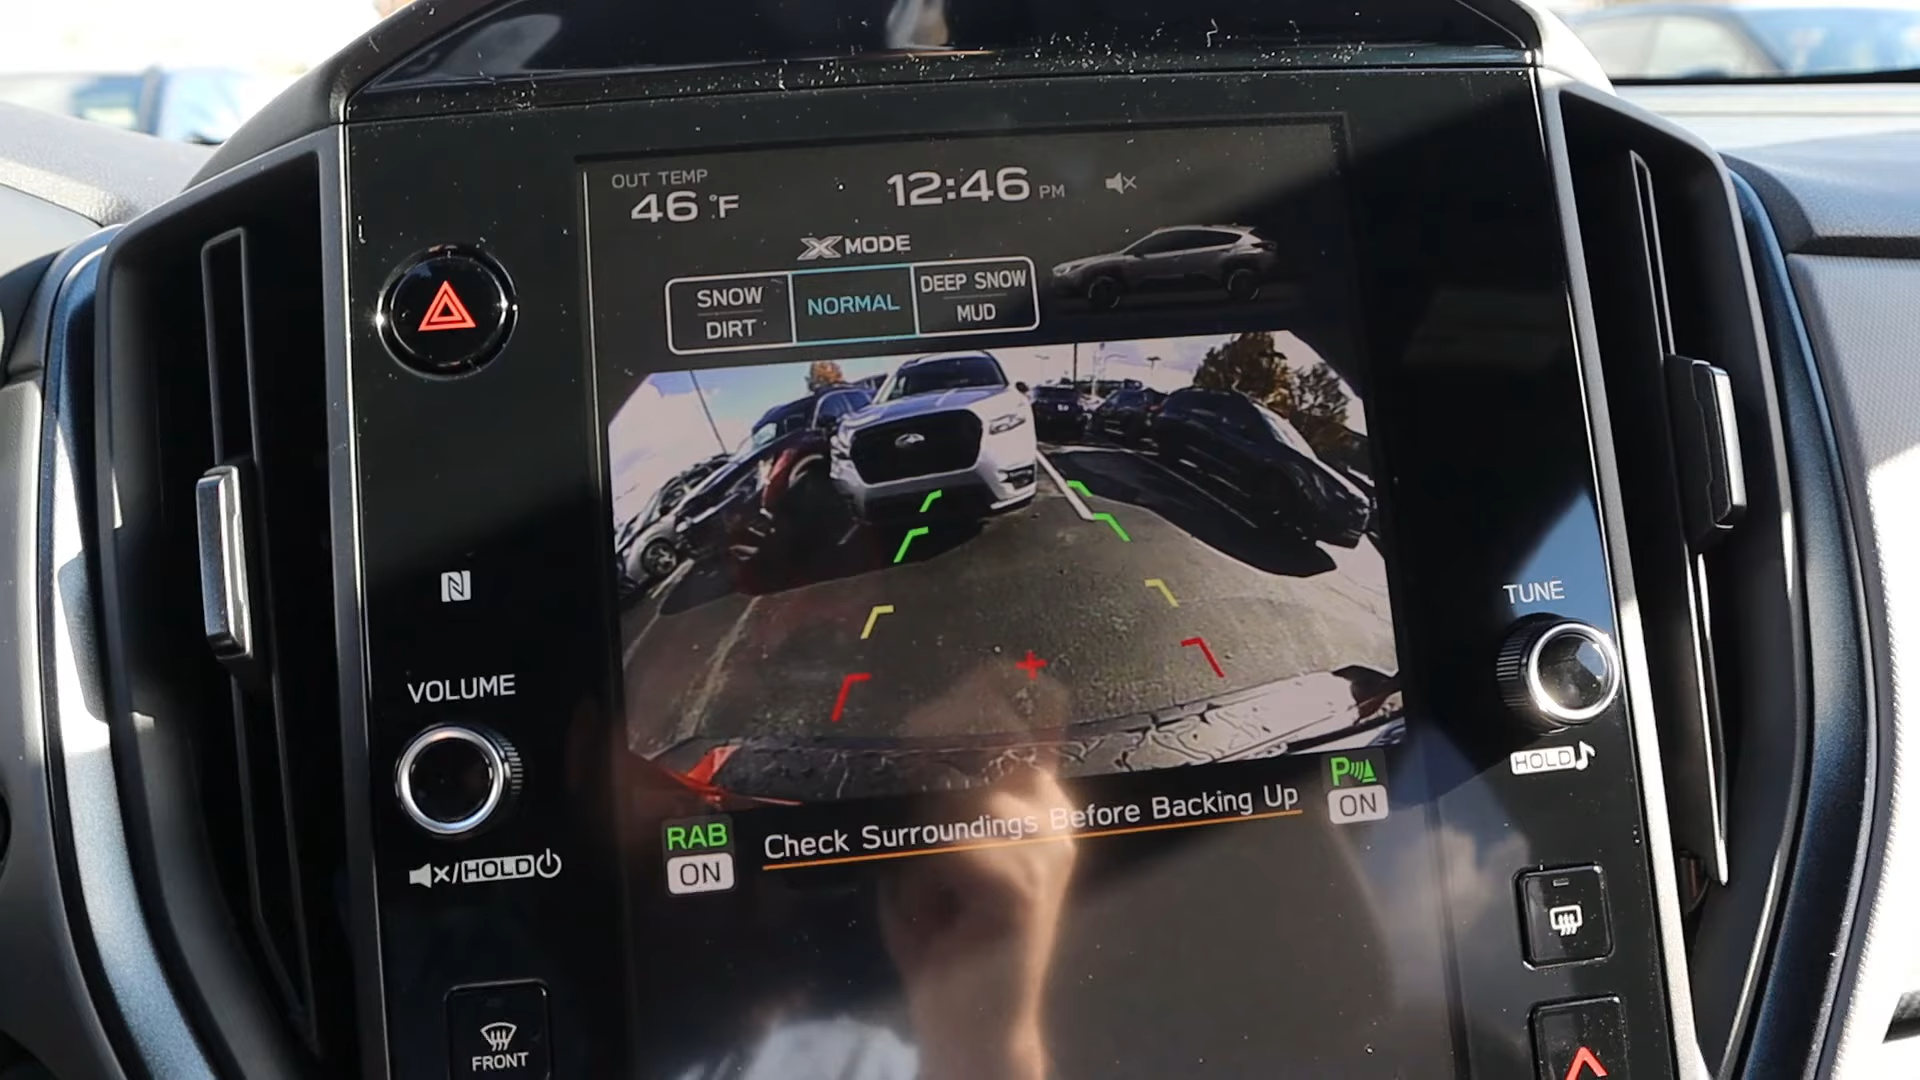 OUT TEMP
46 °F
12:46 PM
X MODE
SNOW
DIRT
NORMAL
DEEP SNOW
MUD
TUNE
VOLUME
HOLD
P
ON
RAB
ON
Check Surroundings Before Backing Up
/HOLD
FRONT